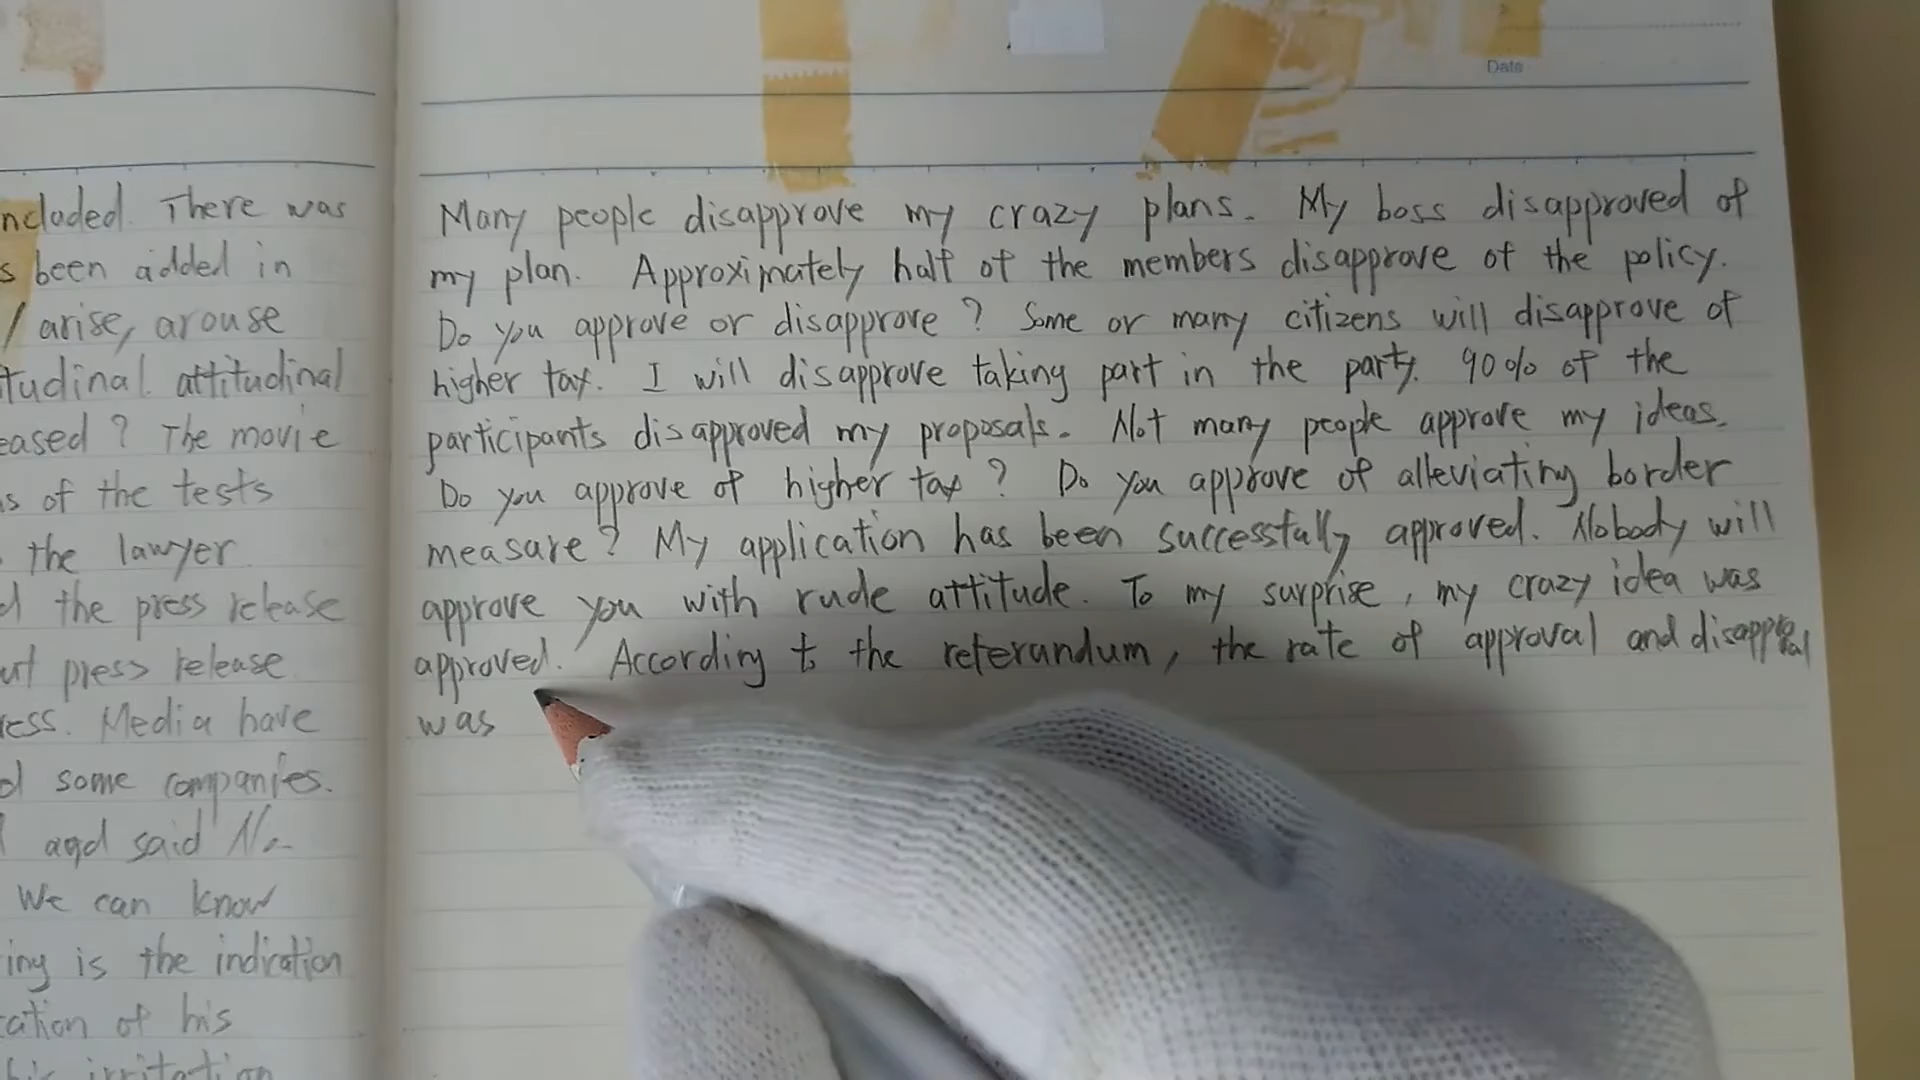 ncluded. There was
s been added in
/ arise, arouse
tudinal. attitudinal
eased? The movie
s of the tests
the lawyer
d the press release
press release
ress. Media have
d some companies.
and said No
We can know
ing is the indication
cation of his
his irritation
Date
Many people disapprove my crazy plans. My boss disapproved of
my plan. Approximately half of the members disapprove of the policy.
Do you approve or disapprove? Some or many citizens will disapprove of
higher tax. I will disapprove taking part in the party. 90% of the
participants disapproved my proposals. Not many people approve my ideas.
Do you approve of higher tax? Do you approve of alleviating border
measure? My application has been successfully approved. Nobody will
approve you with rude attitude. To my surprise, my crazy idea was
approved. According to the referandum, the rate of approval and disapproval
was